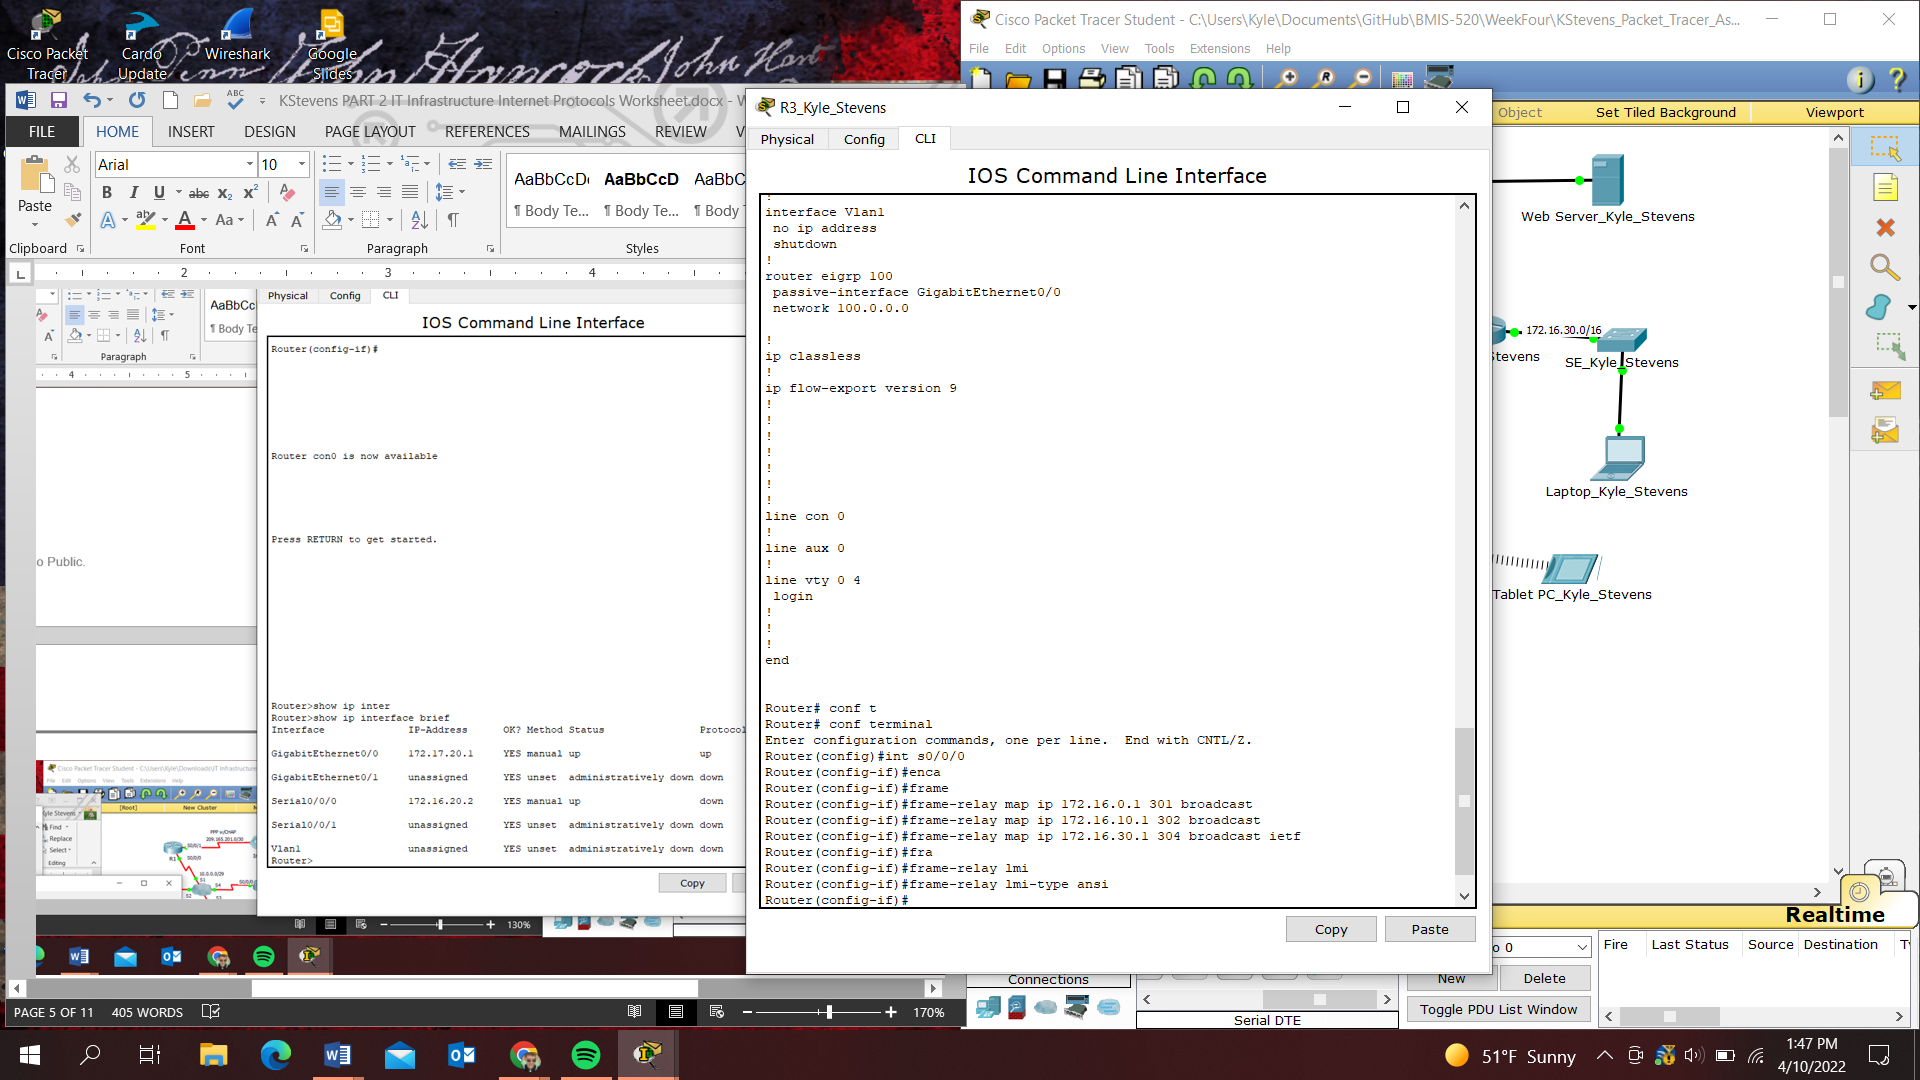 Cisco Packet
Tracer
Cardo
Update
Wireshark
Google
Slides
Cisco Packet Tracer Student - C:\Users\Kyle\Documents\GitHub\BMIS-520\WeekFour\KStevens_Packet_Tracer_As...
File Edit Options View Tools Extensions Help
KStevens PART 2 IT Infrastructure Internet Protocols Worksheet.docx - W
FILE HOME INSERT DESIGN PAGE LAYOUT REFERENCES MAILINGS REVIEW V
Arial 10
Paste
AaBbCcDc AaBbCcD AaBbCcD
¶ Body Te... ¶ Body Te... ¶ Body T
Clipboard Font Paragraph Styles
2 3 4
AaBbCc
¶ Body Te
Paragraph
4 5
Physical Config CLI
IOS Command Line Interface
Router(config-if)#
Router con0 is now available
Press RETURN to get started.
o Public.
Router>show ip inter
Router>show ip interface brief
Interface IP-Address OK? Method Status Protocol
GigabitEthernet0/0 172.17.20.1 YES manual up up
GigabitEthernet0/1 unassigned YES unset administratively down down
Serial0/0/0 172.16.20.2 YES manual up down
Serial0/0/1 unassigned YES unset administratively down down
Vlan1 unassigned YES unset administratively down down
Router>
Copy
130%
PAGE 5 OF 11 405 WORDS 170%
R3_Kyle_Stevens
Physical Config CLI
IOS Command Line Interface
!
interface Vlan1
no ip address
shutdown
!
router eigrp 100
passive-interface GigabitEthernet0/0
network 100.0.0.0
!
ip classless
!
ip flow-export version 9
!
!
!
!
!
!
!
line con 0
!
line aux 0
!
line vty 0 4
login
!
!
!
end
Router# conf t
Router# conf terminal
Enter configuration commands, one per line. End with CNTL/Z.
Router(config)#int s0/0/0
Router(config-if)#enca
Router(config-if)#frame
Router(config-if)#frame-relay map ip 172.16.0.1 301 broadcast
Router(config-if)#frame-relay map ip 172.16.10.1 302 broadcast
Router(config-if)#frame-relay map ip 172.16.30.1 304 broadcast ietf
Router(config-if)#fra
Router(config-if)#frame-relay lmi
Router(config-if)#frame-relay lmi-type ansi
Router(config-if)#
Copy Paste
Object Set Tiled Background Viewport
Web Server_Kyle_Stevens
172.16.30.0/16
Stevens
SE_Kyle_Stevens
Laptop_Kyle_Stevens
Tablet PC_Kyle_Stevens
Realtime
o 0
Fire Last Status Source Destination
New Delete
Toggle PDU List Window
Connections
Serial DTE
51°F Sunny
1:47 PM
4/10/2022